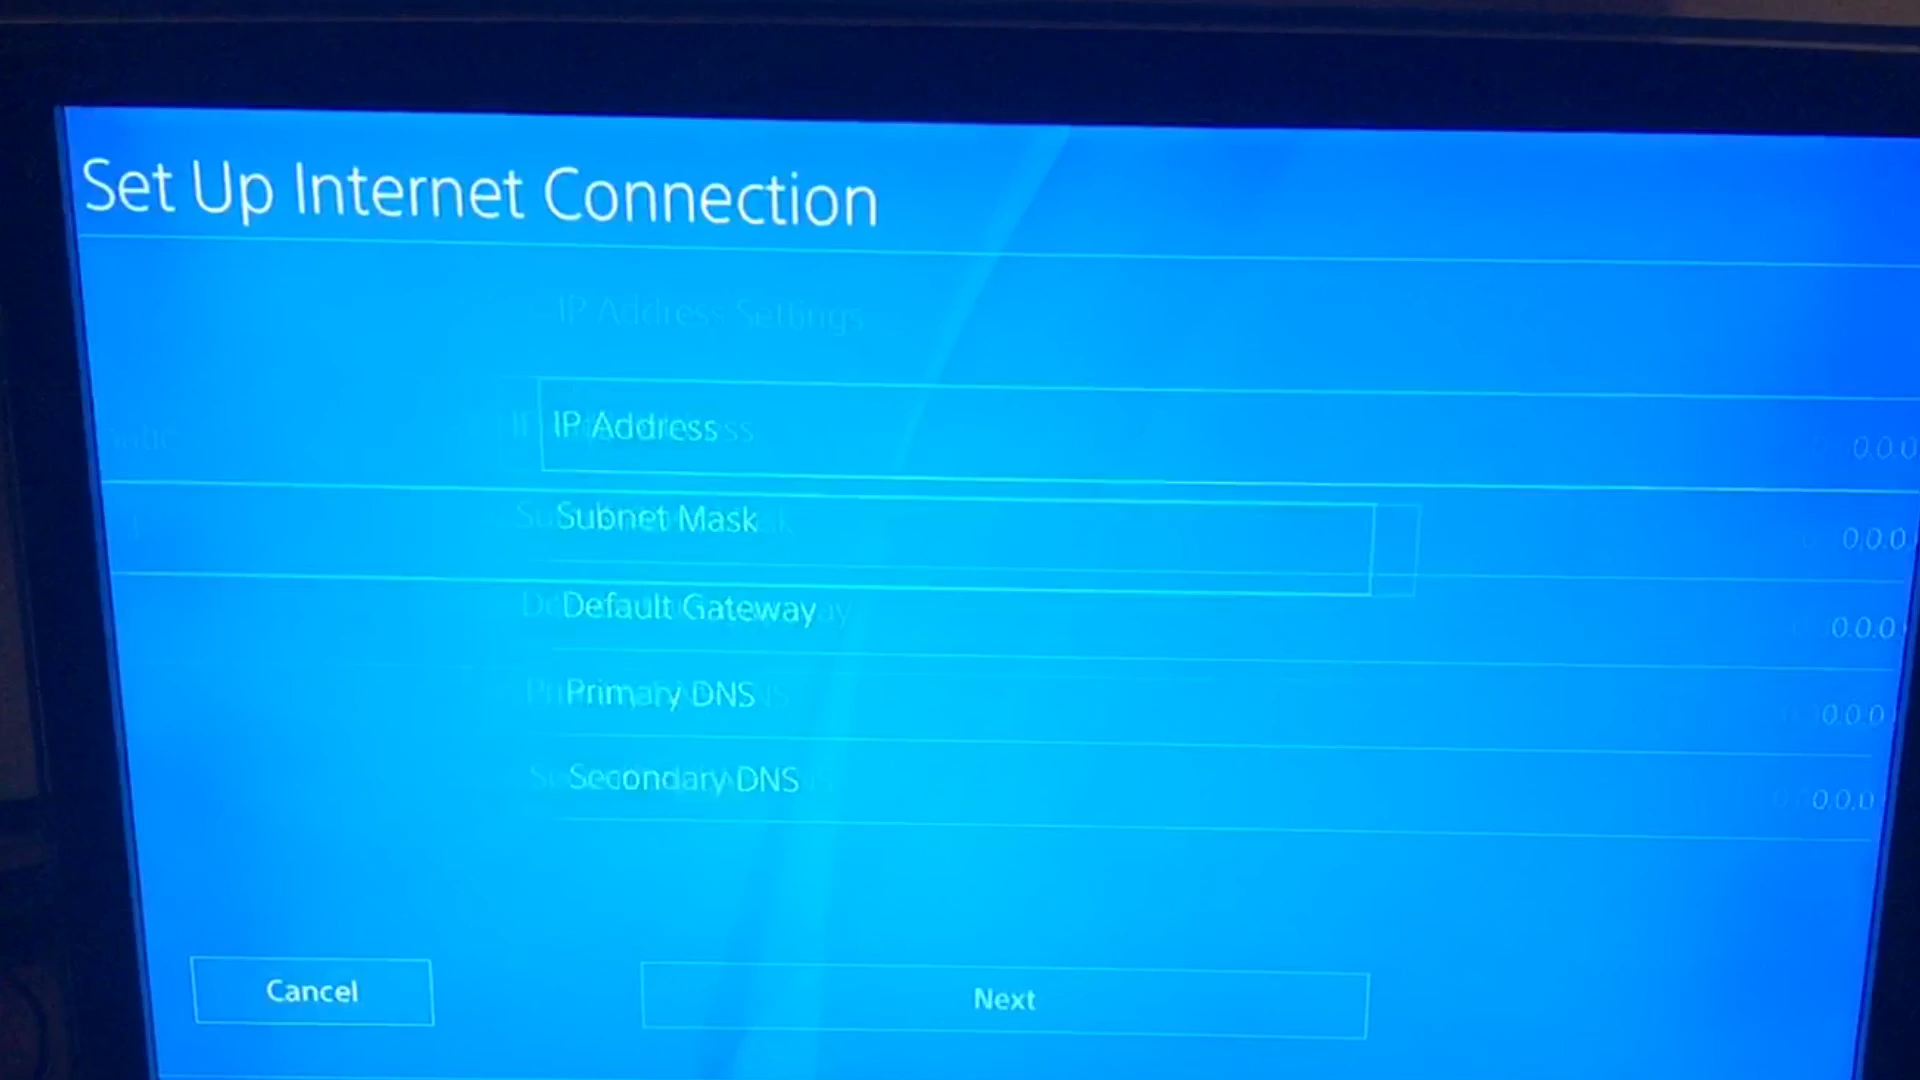 Set Up Internet Connection
IP Address Settings
IP Address 0.0.0
Subnet Mask 0.0.0
Default Gateway 0.0.0
Primary DNS 0.0.0
Secondary DNS 0.0.0
Cancel
Next